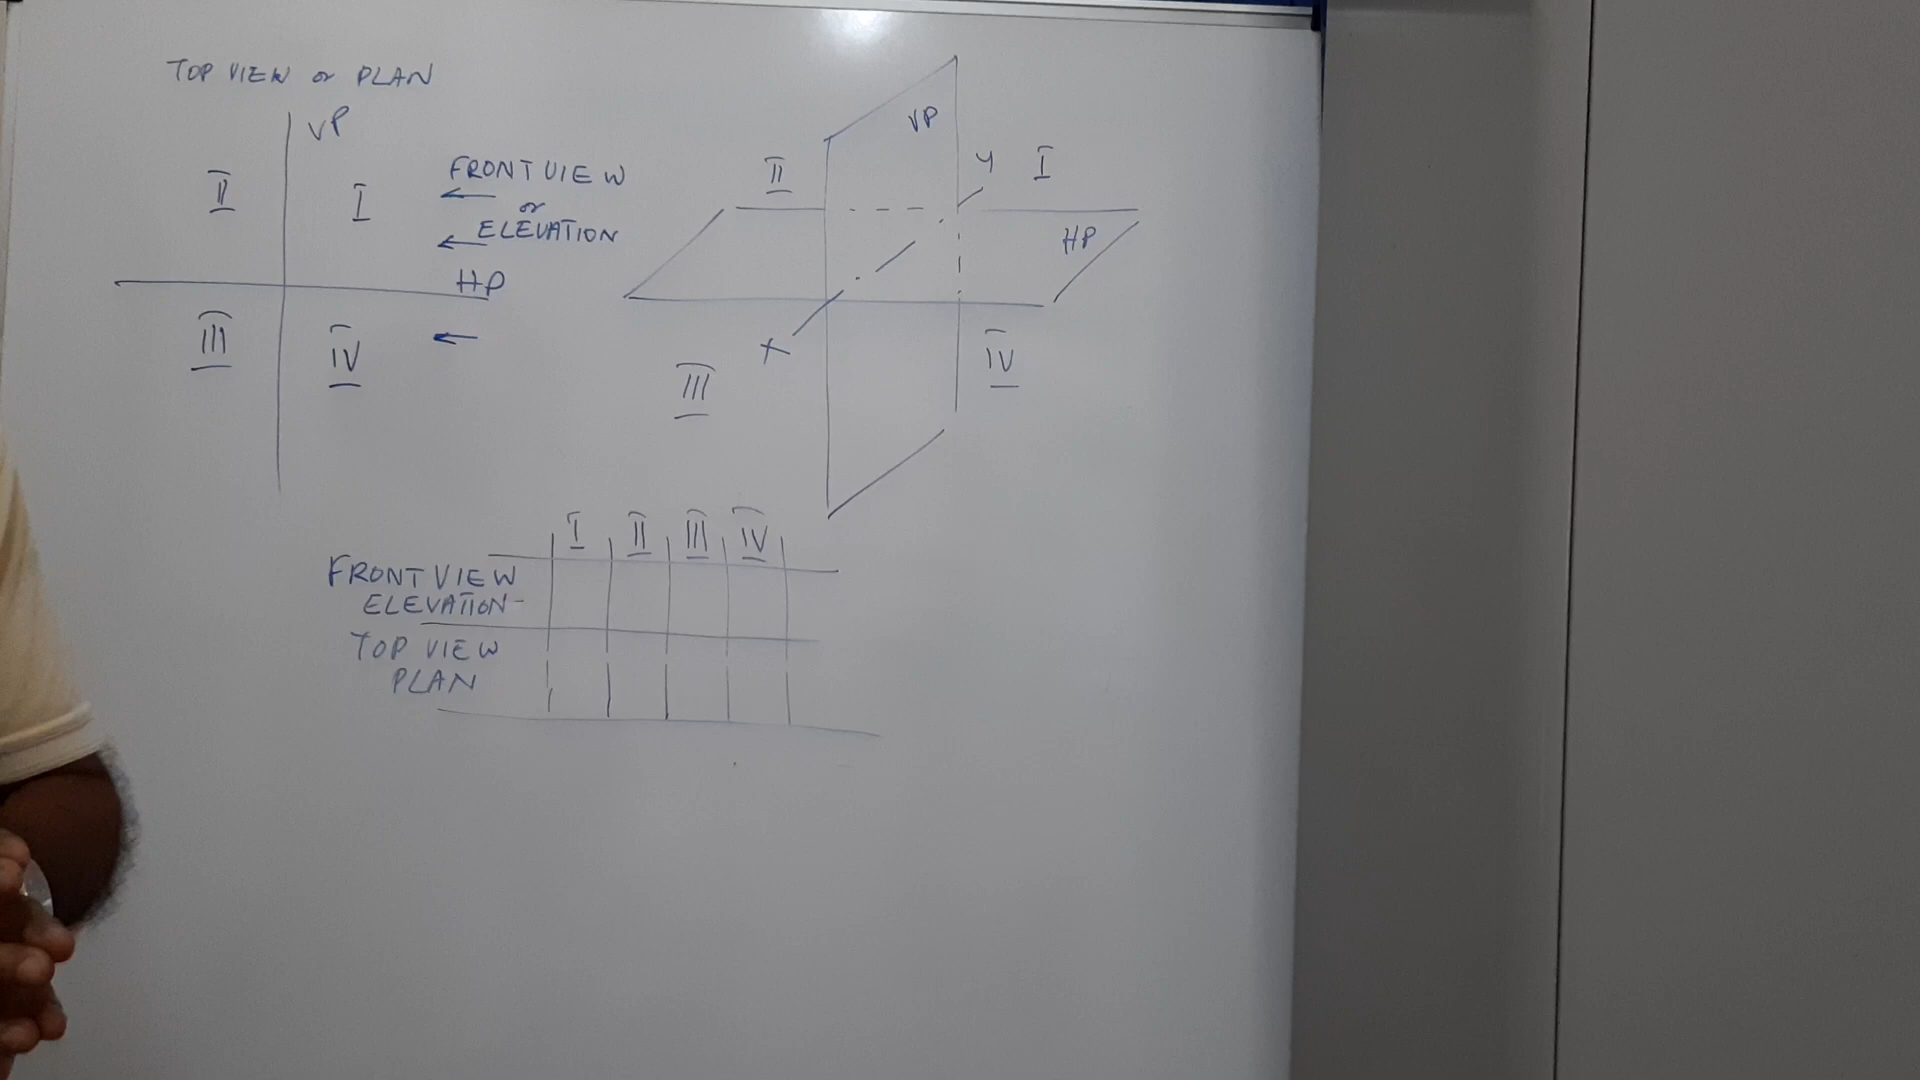 TOP VIEW or PLAN
VP
II
I
FRONT VIEW
or
ELEVATION
HP
III
IV
VP
II
Y
I
HP
X
III
IV
I II III IV
FRONT VIEW
ELEVATION-
TOP VIEW
PLAN